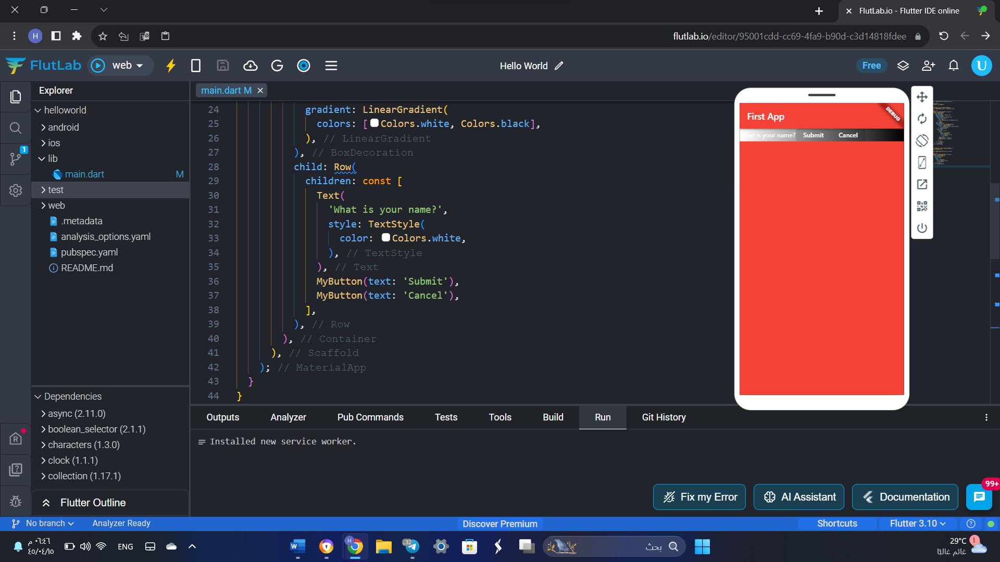 FlutLab.io - Flutter IDE online
H
flutlab.io/editor/95001cdd-cc69-4fa9-b90d-c3d14818fdee
FlutLab
web
Hello World
Free
U
Explorer
helloworld
android
ios
lib
main.dart M
test
web
.metadata
analysis_options.yaml
pubspec.yaml
README.md
1
Dependencies
async (2.11.0)
boolean_selector (2.1.1)
characters (1.3.0)
clock (1.1.1)
collection (1.17.1)
Flutter Outline
main.dart M
24 gradient: LinearGradient(
25 colors: [Colors.white, Colors.black],
26 ), // LinearGradient
27 ), // BoxDecoration
28 child: Row(
29 children: const [
30 Text(
31 'What is your name?',
32 style: TextStyle(
33 color: Colors.white,
34 ), // TextStyle
35 ), // Text
36 MyButton(text: 'Submit'),
37 MyButton(text: 'Cancel'),
38 ],
39 ), // Row
40 ), // Container
41 ), // Scaffold
42 ); // MaterialApp
43 }
44 }
First App
DEBUG
What is your name? Submit Cancel
Outputs Analyzer Pub Commands Tests Tools Build Run Git History
Installed new service worker.
Fix my Error
AI Assistant
Documentation
99+
No branch
Analyzer Ready
Discover Premium
Shortcuts
Flutter 3.10
٠٦:٤٦ م
٤٥/٠٤/١٥
ENG
H
بحث
29°C
1
غائم غالبًا